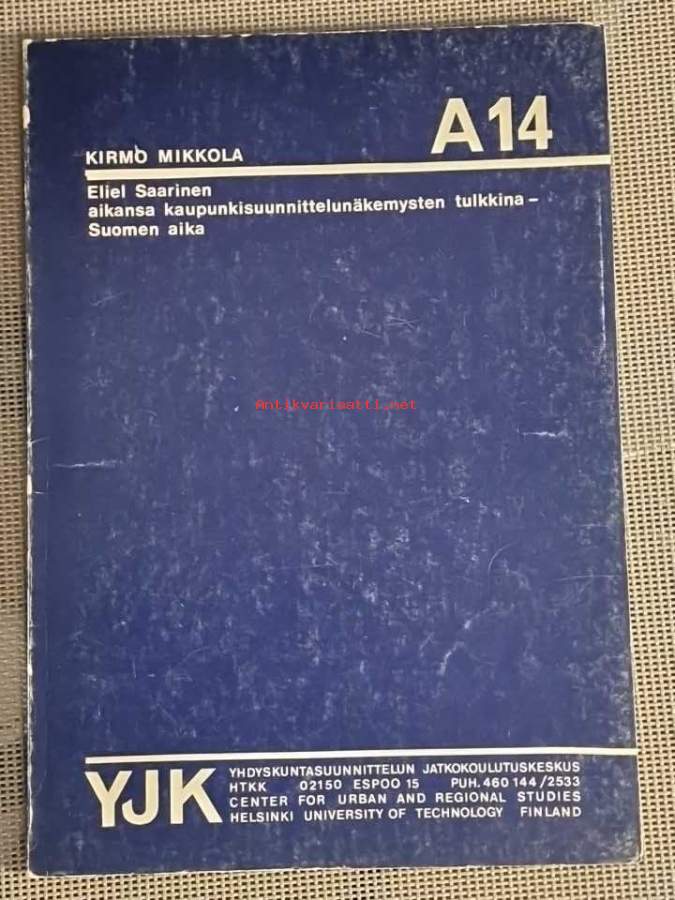 A14
KIRMO MIKKOLA
Eliel Saarinen
aikansa kaupunkisuunnittelunäkemysten tulkkina –
Suomen aika
Antikvariaatti.net
YJK
YHDYSKUNTASUUNNITTELUN JATKOKOULUTUSKESKUS
HTKK 02150 ESPOO 15 PUH. 460 144 /2533
CENTER FOR URBAN AND REGIONAL STUDIES
HELSINKI UNIVERSITY OF TECHNOLOGY FINLAND